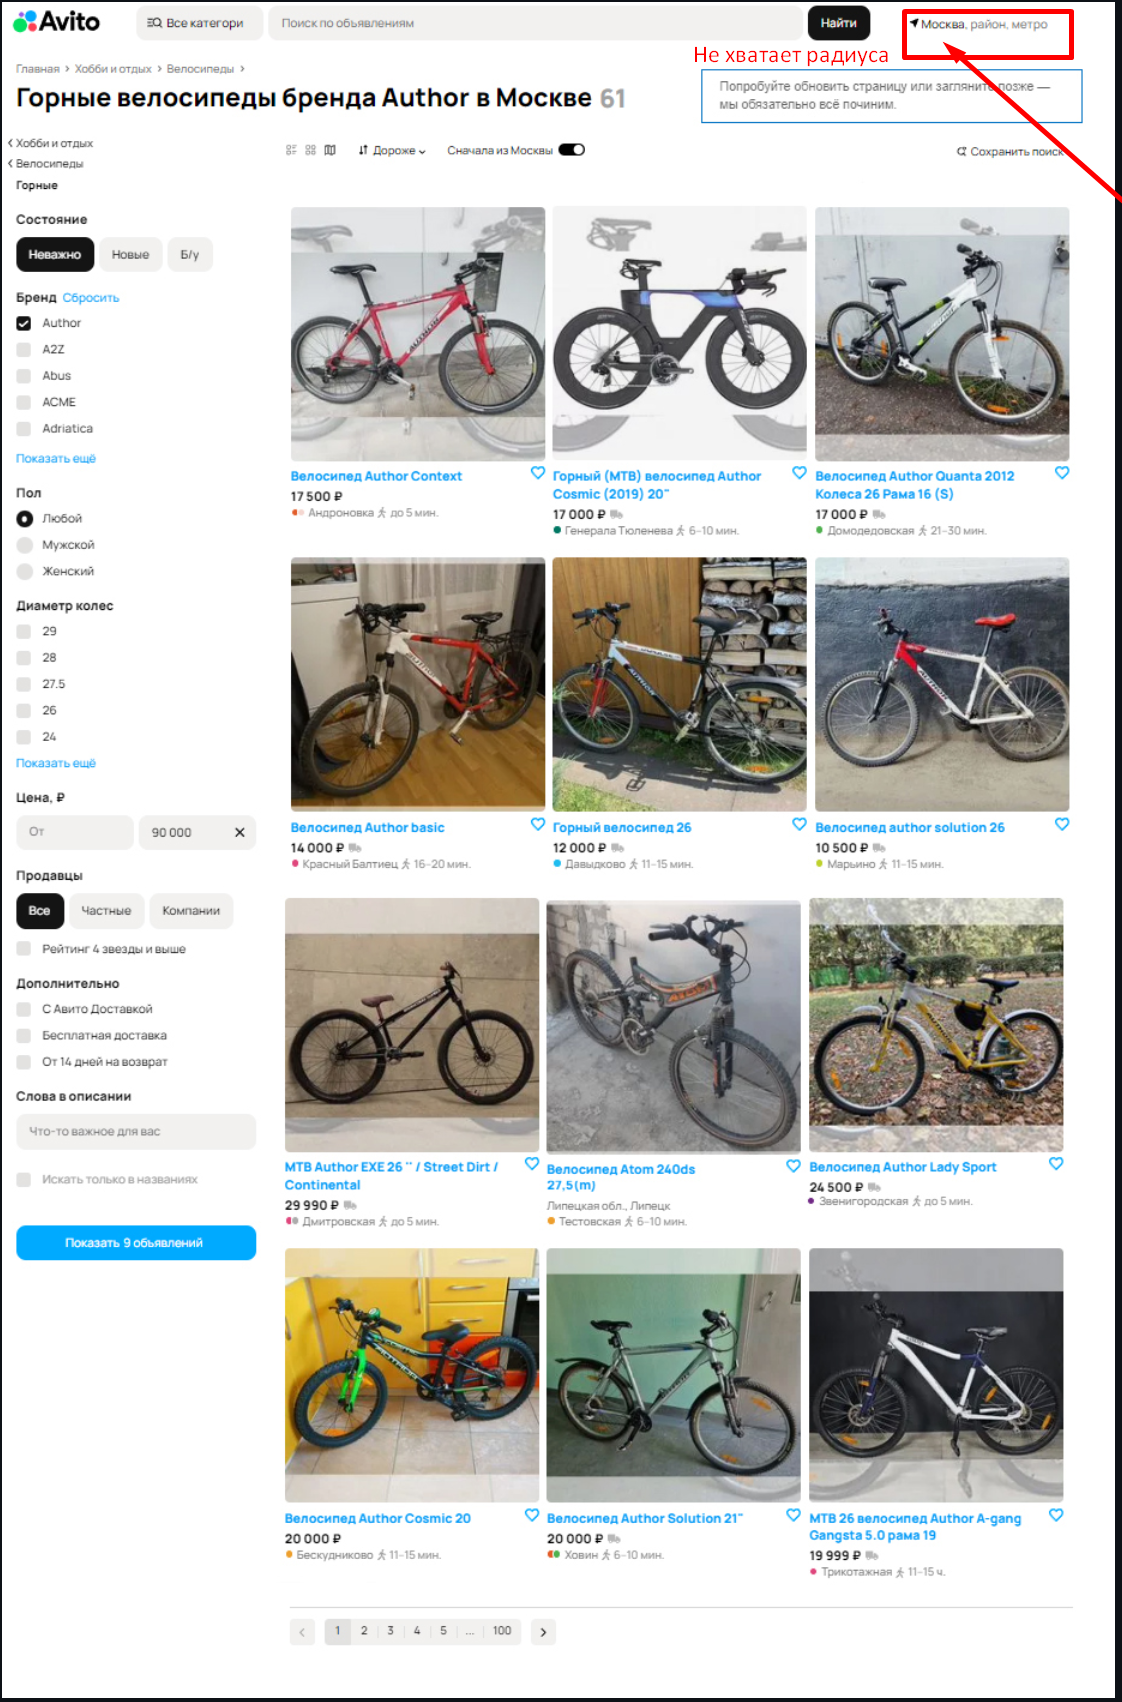 Avito
Все категори
Поиск по объявлениям
Найти
Москва, район, метро
Не хватает радиуса
Главная > Хобби и отдых > Велосипеды >
Попробуйте обновить страницу или загляните позже —
мы обязательно всё починим.
Горные велосипеды бренда Author в Москве 61
Хобби и отдых
Велосипеды
Горные
Дороже
Сначала из Москвы
Сохранить поиск
Состояние
Неважно
Новые
Б/у
Бренд Сбросить
Author
A2Z
Abus
ACME
Adriatica
Показать ещё
Пол
Любой
Мужской
Женский
Диаметр колес
29
28
27.5
26
24
Показать ещё
Цена, ₽
От
90 000
Продавцы
Все
Частные
Компании
Рейтинг 4 звезды и выше
Дополнительно
С Авито Доставкой
Бесплатная доставка
От 14 дней на возврат
Слова в описании
Что-то важное для вас
Искать только в названиях
Показать 9 объявлений
Велосипед Author Context
17 500 ₽
Андроновка до 5 мин.
Горный (МТВ) велосипед Author
Cosmic (2019) 20"
17 000 ₽
Генерала Тюленева 6–10 мин.
Велосипед Author Quanta 2012
Колеса 26 Рама 16 (S)
17 000 ₽
Домодедовская 21–30 мин.
Велосипед Author basic
14 000 ₽
Красный Балтиец 16–20 мин.
Горный велосипед 26
12 000 ₽
Давыдково 11–15 мин.
Велосипед author solution 26
10 500 ₽
Марьино 11–15 мин.
МТВ Author EXE 26 '' / Street Dirt /
Continental
29 990 ₽
Дмитровская до 5 мин.
Велосипед Atom 240ds
27,5(m)
Липецкая обл., Липецк
Тестовская 6–10 мин.
Велосипед Author Lady Sport
24 500 ₽
Звенигородская до 5 мин.
Велосипед Author Cosmic 20
20 000 ₽
Бескудниково 11–15 мин.
Велосипед Author Solution 21"
20 000 ₽
Ховин 6–10 мин.
МТВ 26 велосипед Author A-gang
Gangsta 5.0 рама 19
19 999 ₽
Трикотажная 11–15 ч.
1 2 3 4 5 ... 100